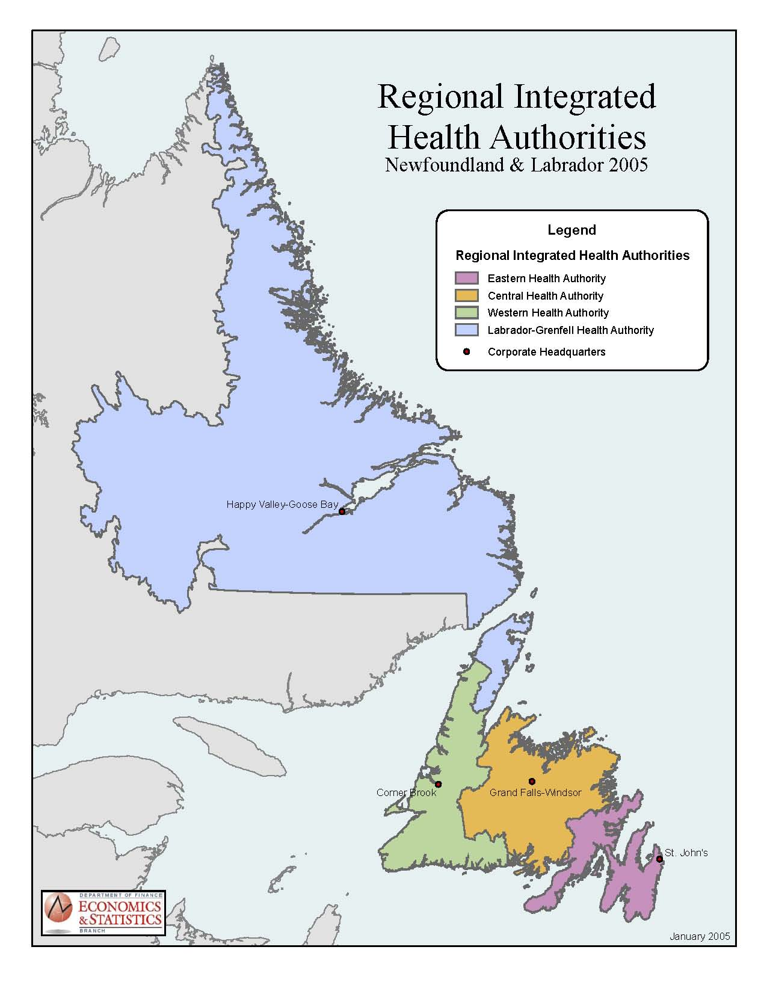 Regional Integrated
Health Authorities
Newfoundland & Labrador 2005
Legend
Regional Integrated Health Authorities
Eastern Health Authority
Central Health Authority
Western Health Authority
Labrador-Grenfell Health Authority
Corporate Headquarters
Happy Valley-Goose Bay
Corner Brook
Grand Falls-Windsor
St. John's
DEPARTMENT OF FINANCE
ECONOMICS
& STATISTICS
BRANCH
January 2005